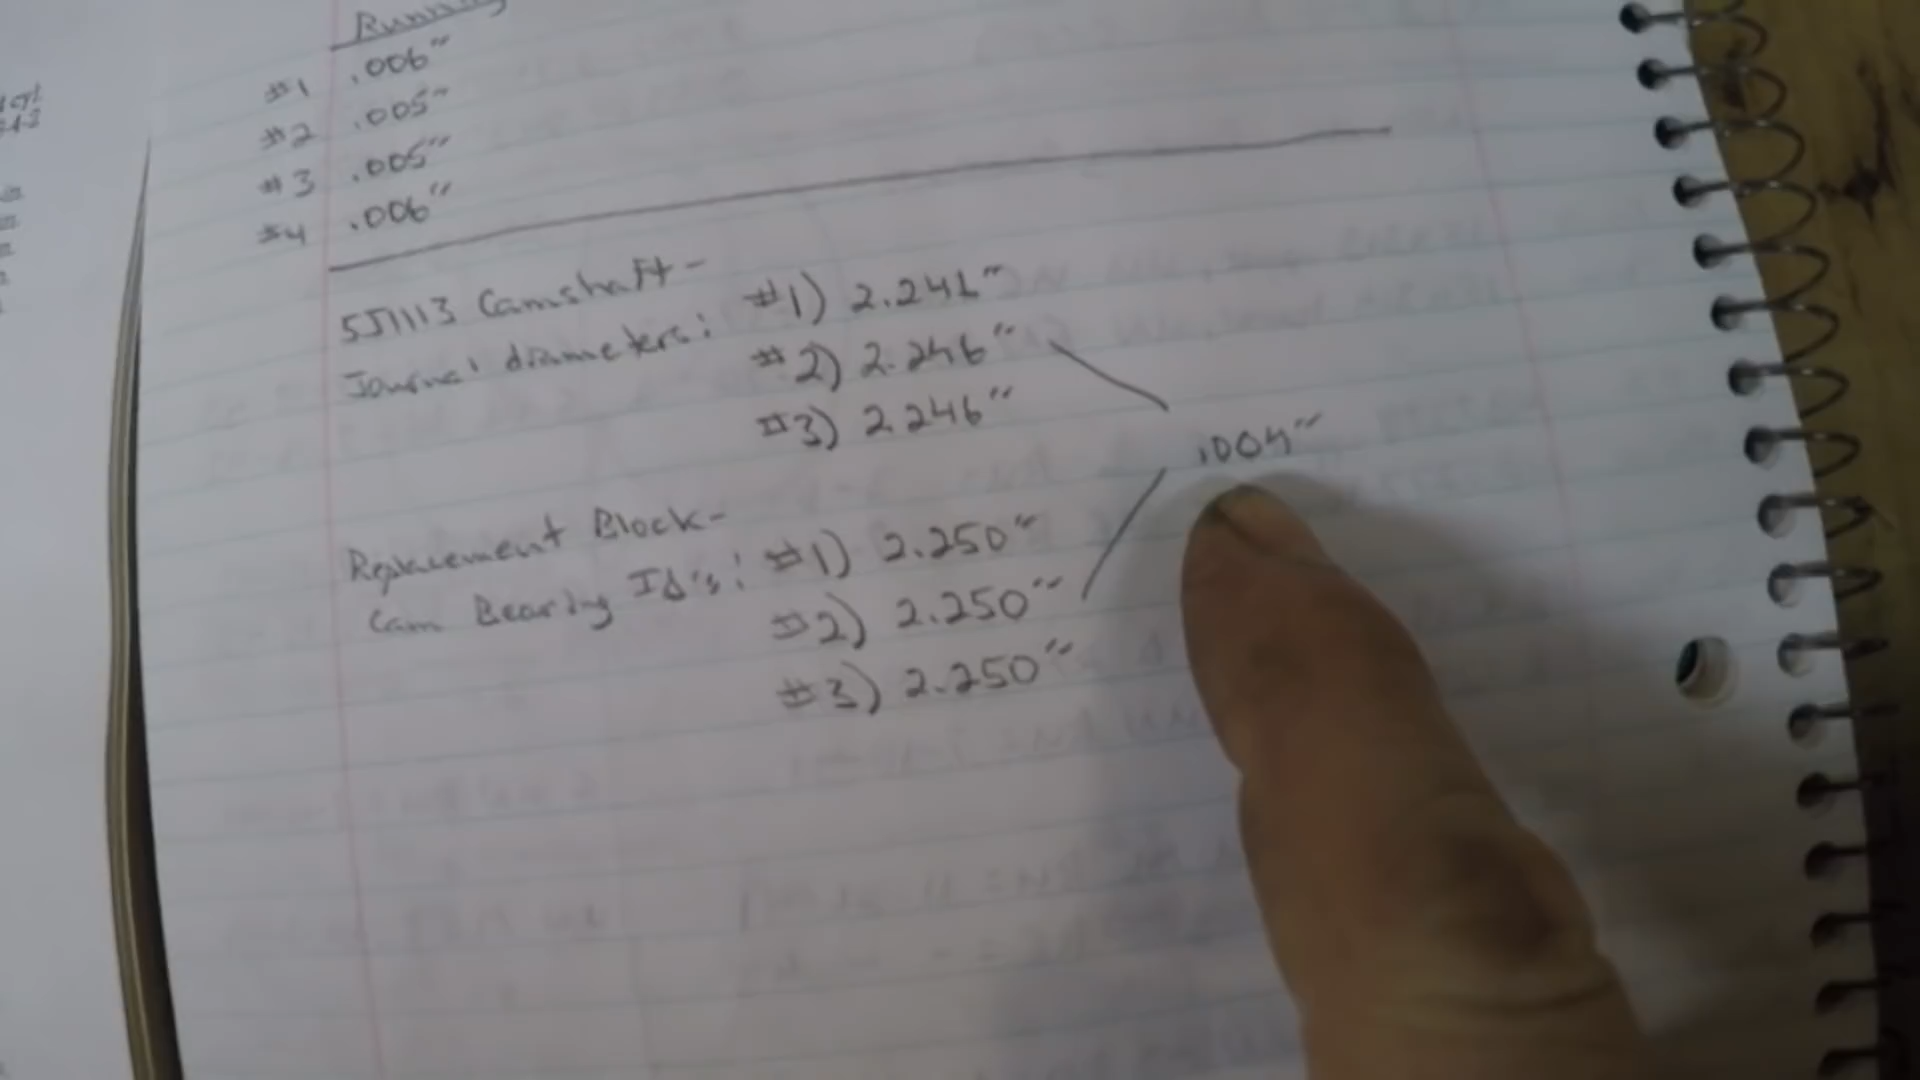 Running
#1 .006"
#2 .005"
#3 .005"
#4 .006"
5J1113 Camshaft-
Journal diameters: #1) 2.246"
#2) 2.246"
#3) 2.246"
.004"
Replacement Block-
Cam Bearing Id's: #1) 2.250"
#2) 2.250"
#3) 2.250"